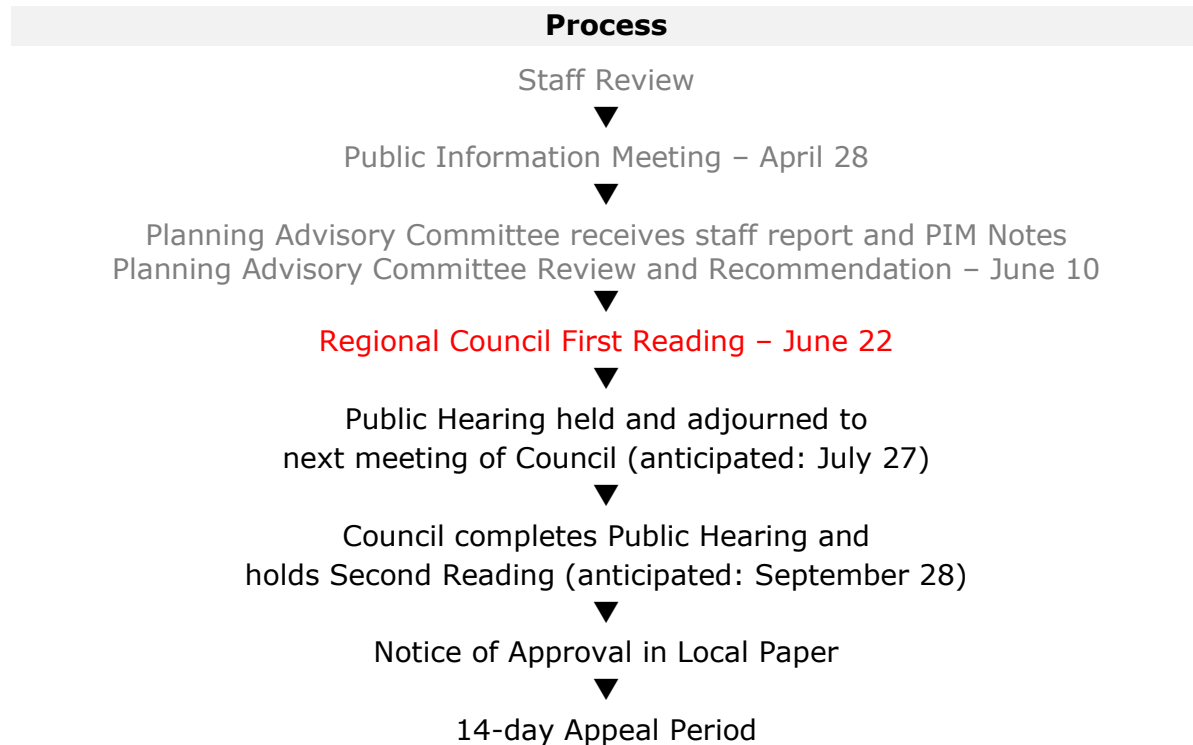 Process
Staff Review
Public Information Meeting – April 28
Planning Advisory Committee receives staff report and PIM Notes
Planning Advisory Committee Review and Recommendation – June 10
Regional Council First Reading – June 22
Public Hearing held and adjourned to
next meeting of Council (anticipated: July 27)
Council completes Public Hearing and
holds Second Reading (anticipated: September 28)
Notice of Approval in Local Paper
14-day Appeal Period